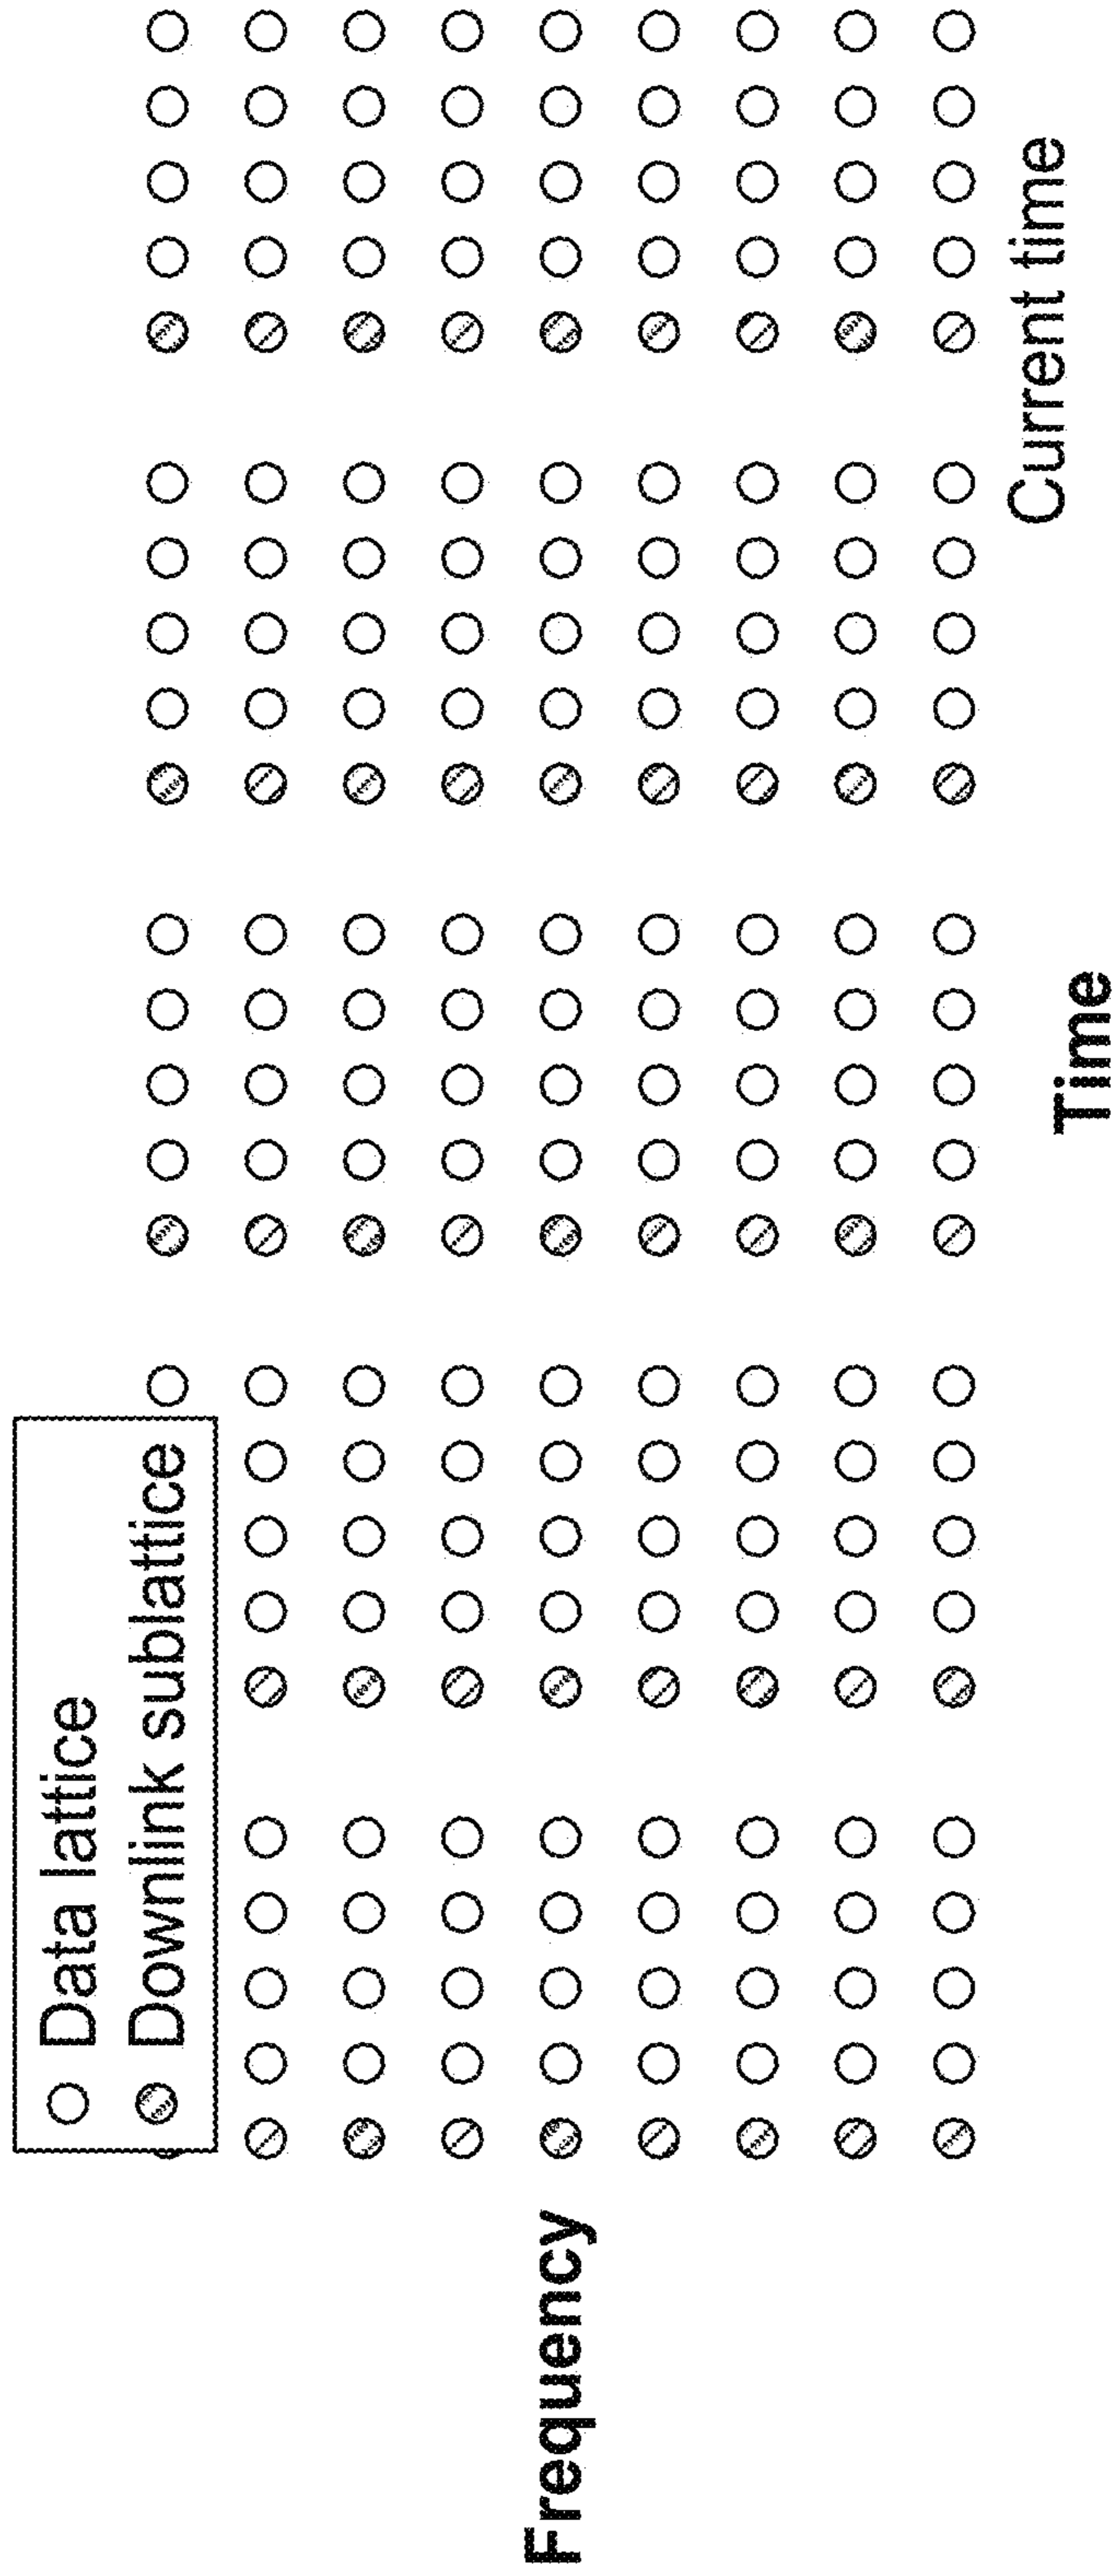 Data lattice
Downlink sublattice
Frequency
Time
Current time